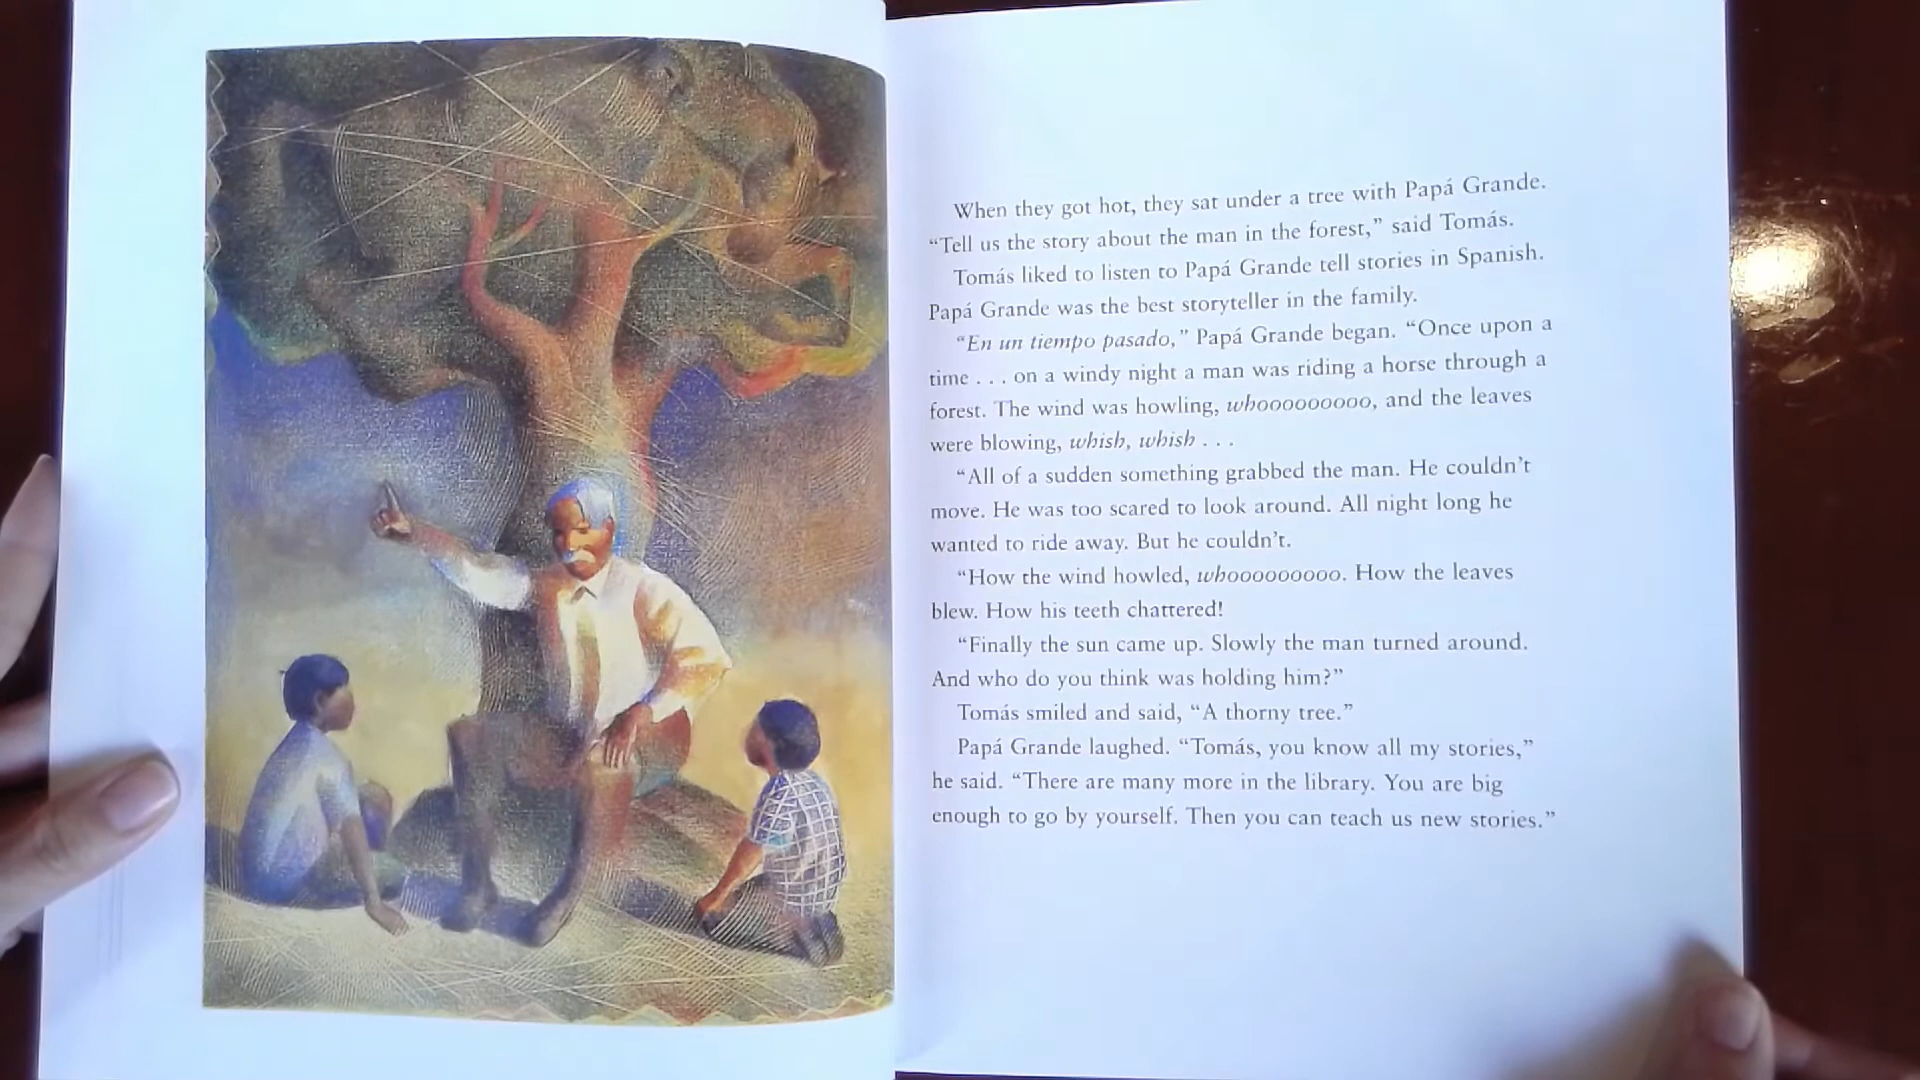 When they got hot, they sat under a tree with Papá Grande.
“Tell us the story about the man in the forest,” said Tomás.
Tomás liked to listen to Papá Grande tell stories in Spanish.
Papá Grande was the best storyteller in the family.
“En un tiempo pasado,” Papá Grande began. “Once upon a
time . . . on a windy night a man was riding a horse through a
forest. The wind was howling, whooooooooo, and the leaves
were blowing, whish, whish . . .
“All of a sudden something grabbed the man. He couldn’t
move. He was too scared to look around. All night long he
wanted to ride away. But he couldn’t.
“How the wind howled, whooooooooo. How the leaves
blew. How his teeth chattered!
“Finally the sun came up. Slowly the man turned around.
And who do you think was holding him?”
Tomás smiled and said, “A thorny tree.”
Papá Grande laughed. “Tomás, you know all my stories,”
he said. “There are many more in the library. You are big
enough to go by yourself. Then you can teach us new stories.”